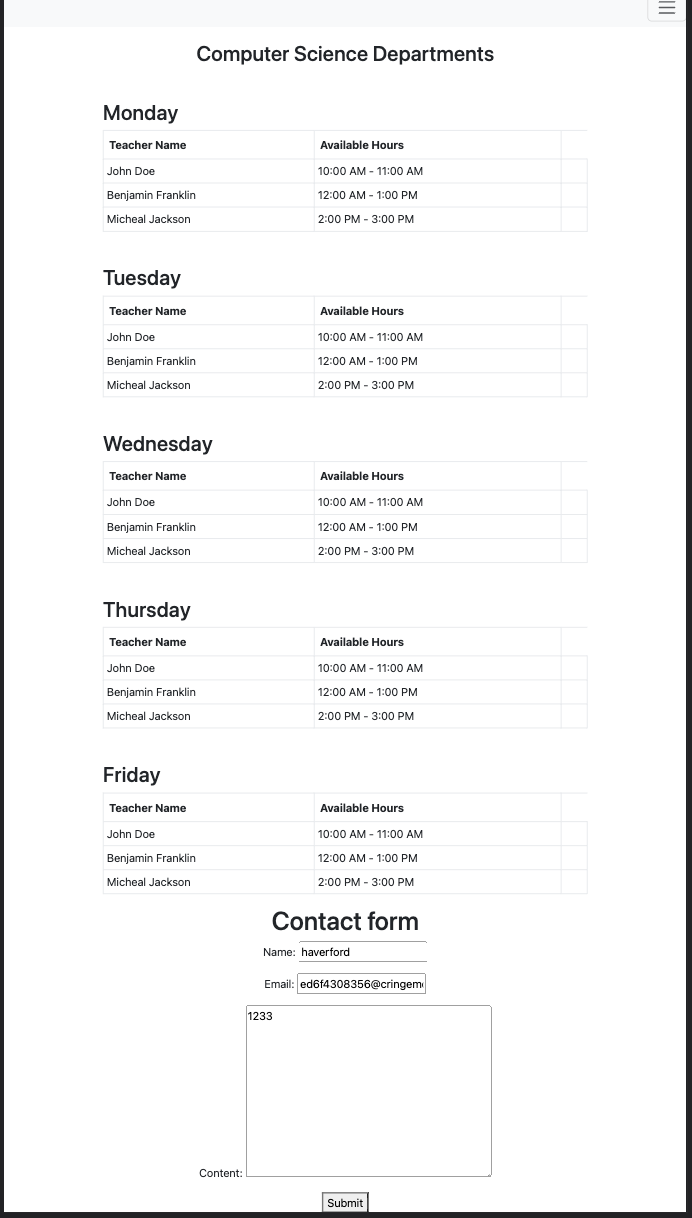 Computer Science Departments
Monday
Teacher Name Available Hours
John Doe 10:00 AM - 11:00 AM
Benjamin Franklin 12:00 AM - 1:00 PM
Micheal Jackson 2:00 PM - 3:00 PM
Tuesday
Teacher Name Available Hours
John Doe 10:00 AM - 11:00 AM
Benjamin Franklin 12:00 AM - 1:00 PM
Micheal Jackson 2:00 PM - 3:00 PM
Wednesday
Teacher Name Available Hours
John Doe 10:00 AM - 11:00 AM
Benjamin Franklin 12:00 AM - 1:00 PM
Micheal Jackson 2:00 PM - 3:00 PM
Thursday
Teacher Name Available Hours
John Doe 10:00 AM - 11:00 AM
Benjamin Franklin 12:00 AM - 1:00 PM
Micheal Jackson 2:00 PM - 3:00 PM
Friday
Teacher Name Available Hours
John Doe 10:00 AM - 11:00 AM
Benjamin Franklin 12:00 AM - 1:00 PM
Micheal Jackson 2:00 PM - 3:00 PM
Contact form
Name: haverford
Email: ed6f4308356@cringem
1233
Content:
Submit